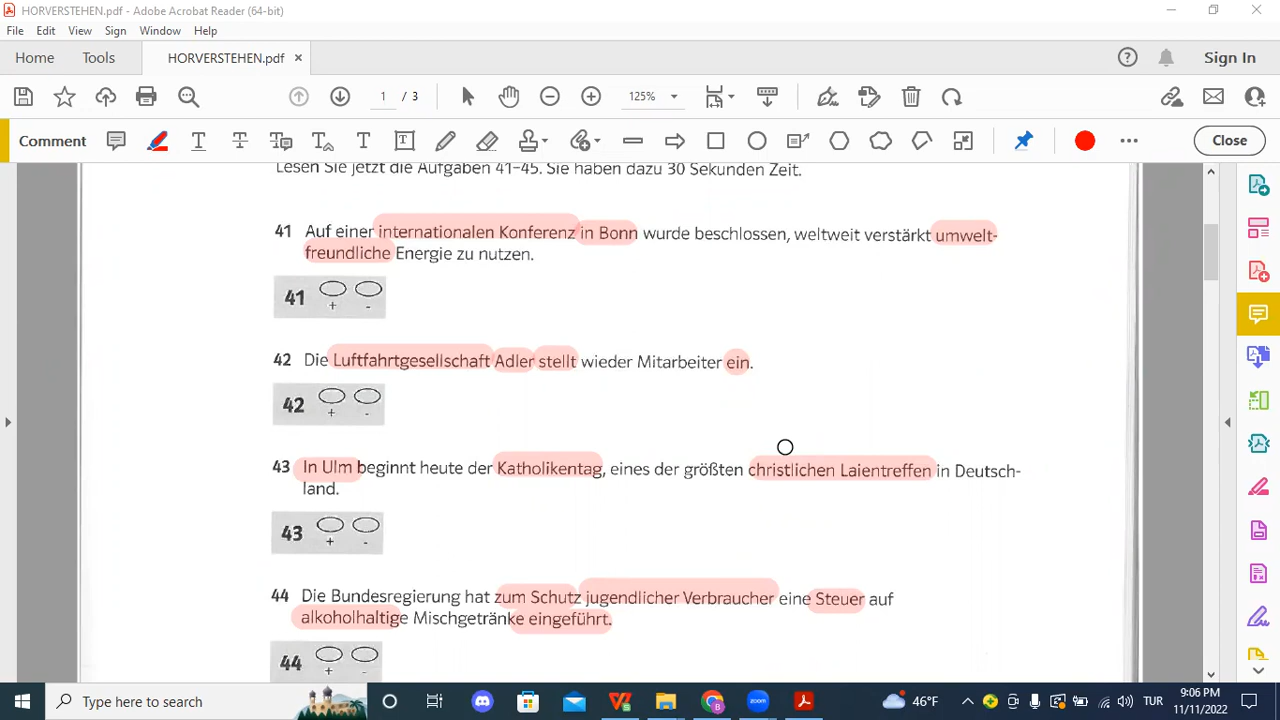 HORVERSTEHEN.pdf - Adobe Acrobat Reader (64-bit)
File Edit View Sign Window Help
Home Tools HORVERSTEHEN.pdf × Sign In
1 / 3 125%
Comment Close
Lesen Sie jetzt die Aufgaben 41–45. Sie haben dazu 30 Sekunden Zeit.
41 Auf einer internationalen Konferenz in Bonn wurde beschlossen, weltweit verstärkt umwelt-
freundliche Energie zu nutzen.
41 + -
42 Die Luftfahrtgesellschaft Adler stellt wieder Mitarbeiter ein.
42 + -
43 In Ulm beginnt heute der Katholikentag, eines der größten christlichen Laientreffen in Deutsch-
land.
43 + -
44 Die Bundesregierung hat zum Schutz jugendlicher Verbraucher eine Steuer auf
alkoholhaltige Mischgetränke eingeführt.
44 + -
Type here to search 46°F TUR 9:06 PM
11/11/2022